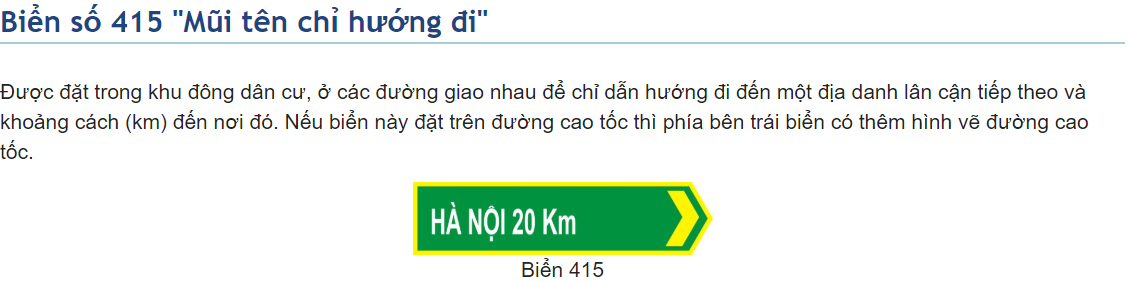 Biển số 415 "Mũi tên chỉ hướng đi"
Được đặt trong khu đông dân cư, ở các đường giao nhau để chỉ dẫn hướng đi đến một địa danh lân cận tiếp theo và
khoảng cách (km) đến nơi đó. Nếu biển này đặt trên đường cao tốc thì phía bên trái biển có thêm hình vẽ đường cao
tốc.
HÀ NỘI 20 Km
Biển 415